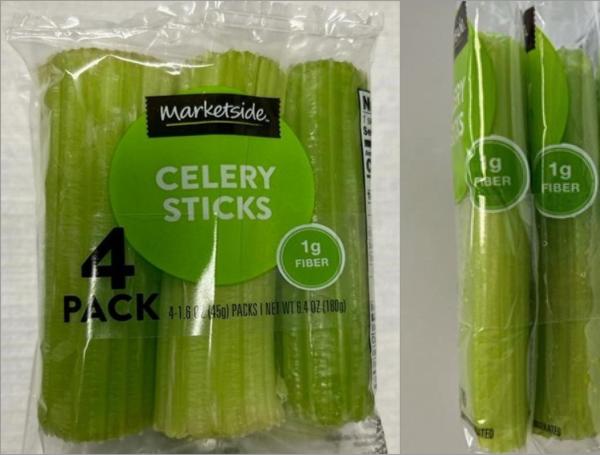 marketside
CELERY
STICKS
1g
FIBER
4
PACK
4-1.6 OZ (45g) PACKS | NET WT 6.4 OZ (180g)
1g
FIBER
1g
FIBER